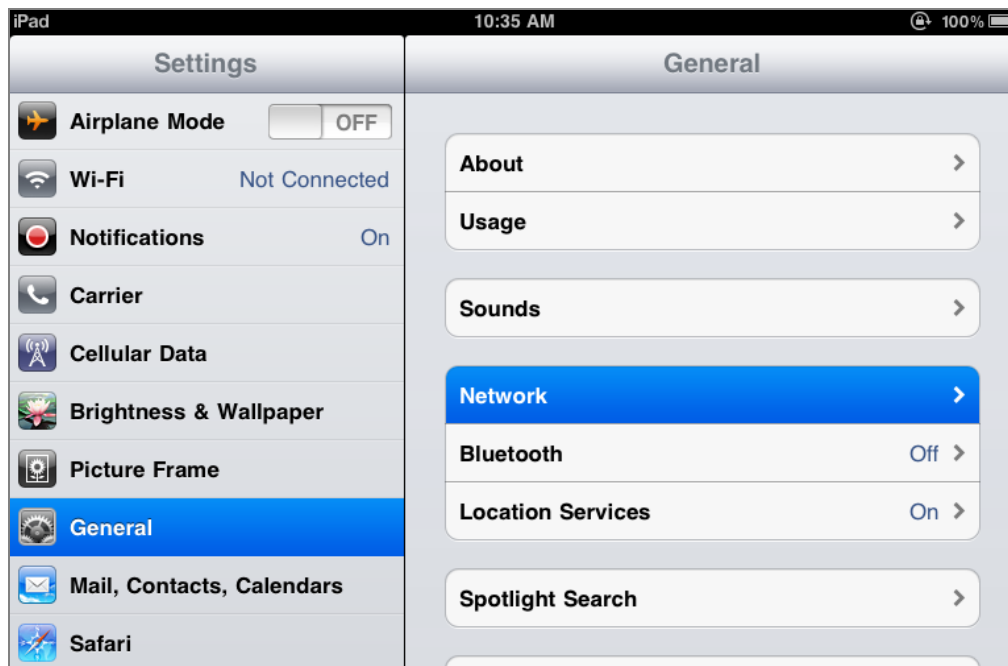 iPad 10:35 AM 100%
Settings
Airplane Mode OFF
Wi-Fi Not Connected
Notifications On
Carrier
Cellular Data
Brightness & Wallpaper
Picture Frame
General
Mail, Contacts, Calendars
Safari
General
About
Usage
Sounds
Network
Bluetooth Off
Location Services On
Spotlight Search